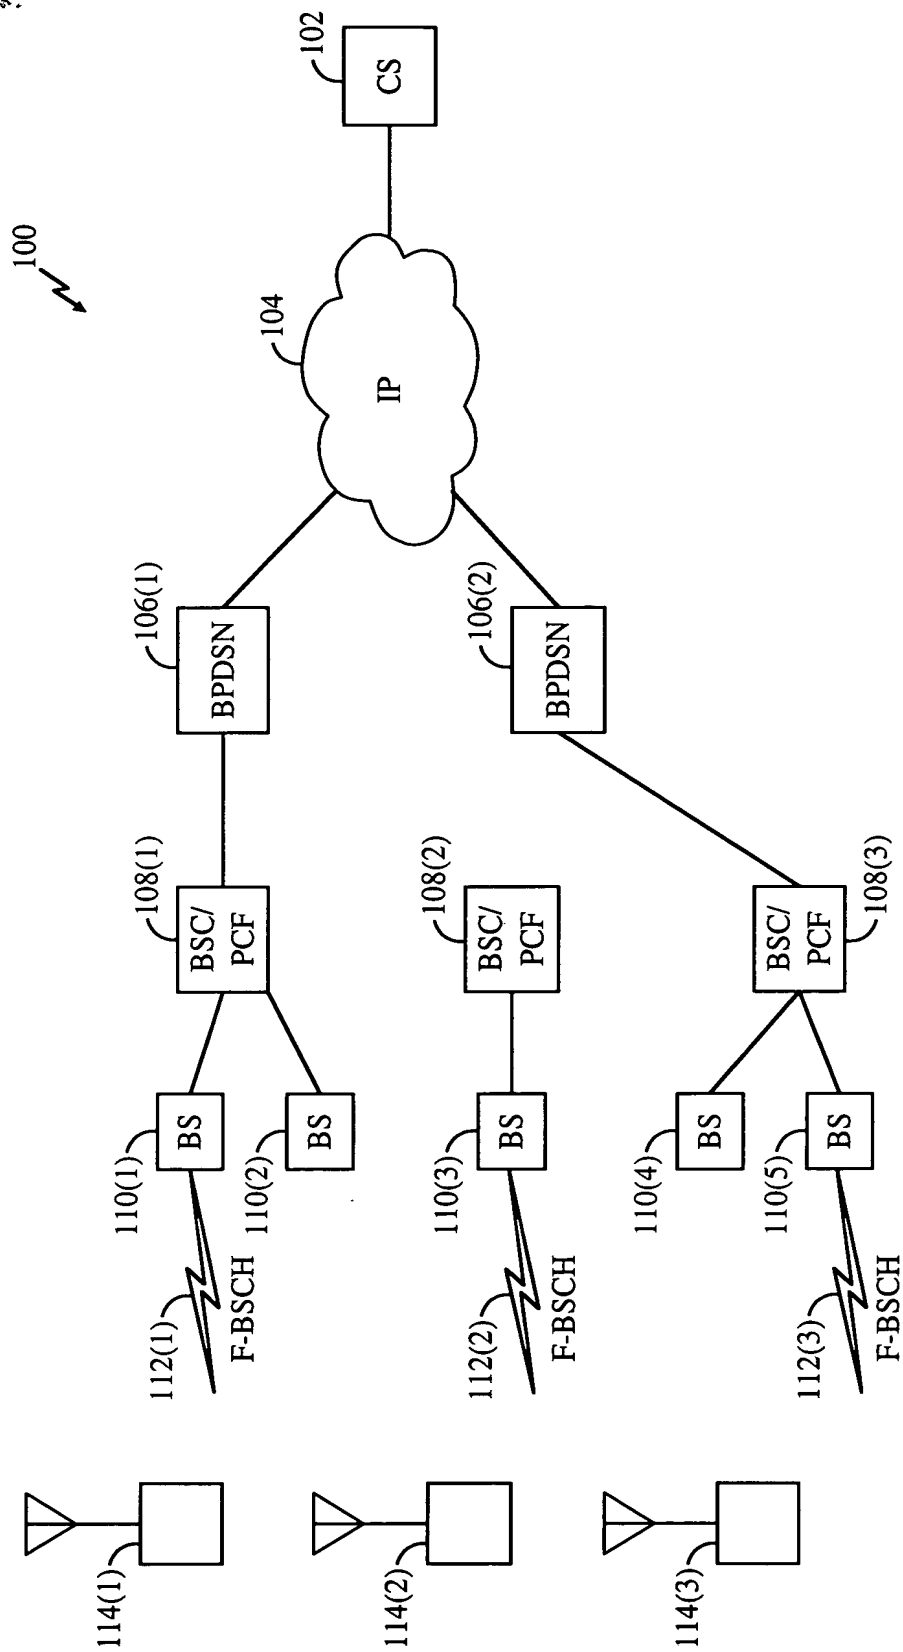 100
102
CS
104
IP
106(1)
BPDSN
106(2)
BPDSN
108(1)
BSC/
PCF
108(2)
BSC/
PCF
BSC/
PCF
108(3)
110(1)
BS
110(2)
BS
110(3)
BS
110(4)
BS
110(5)
BS
112(1)
F-BSCH
112(2)
F-BSCH
112(3)
F-BSCH
114(1)
114(2)
114(3)